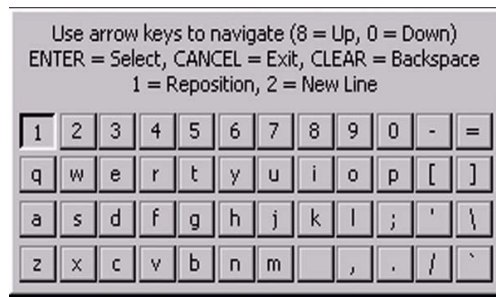 Use arrow keys to navigate (8 = Up, 0 = Down)
ENTER = Select, CANCEL = Exit, CLEAR = Backspace
1 = Reposition, 2 = New Line
1 2 3 4 5 6 7 8 9 0 - =
q w e r t y u i o p [ ]
a s d f g h j k l ; ' \
z x c v b n m , . / `